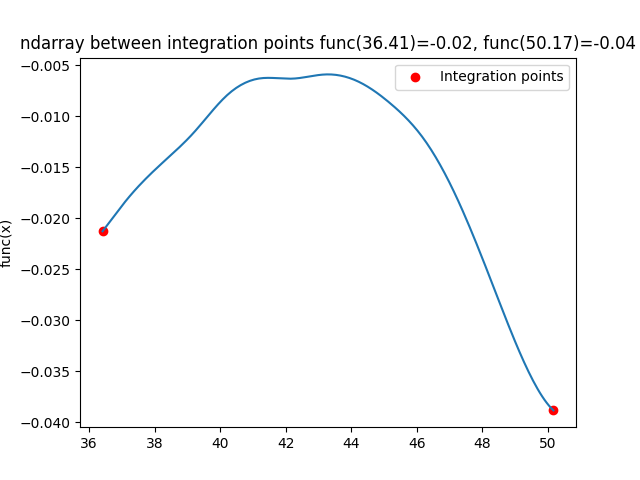 ndarray between integration points func(36.41)=-0.02, func(50.17)=-0.04
Integration points
func(x)
−0.005
−0.010
−0.015
−0.020
−0.025
−0.030
−0.035
−0.040
36 38 40 42 44 46 48 50